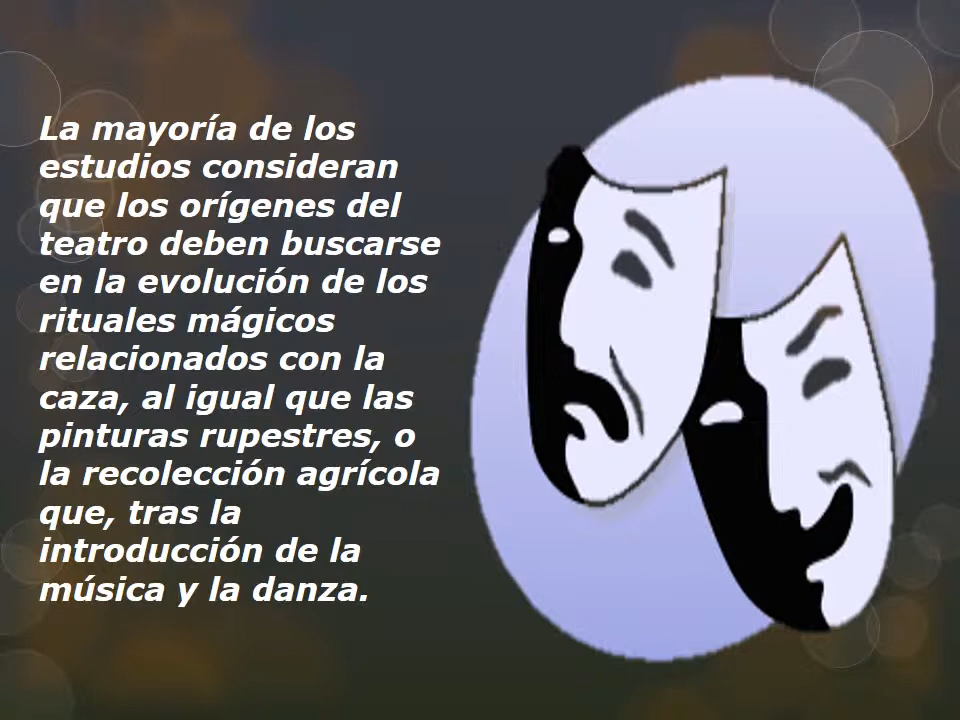 La mayoría de los
estudios consideran
que los orígenes del
teatro deben buscarse
en la evolución de los
rituales mágicos
relacionados con la
caza, al igual que las
pinturas rupestres, o
la recolección agrícola
que, tras la
introducción de la
música y la danza.